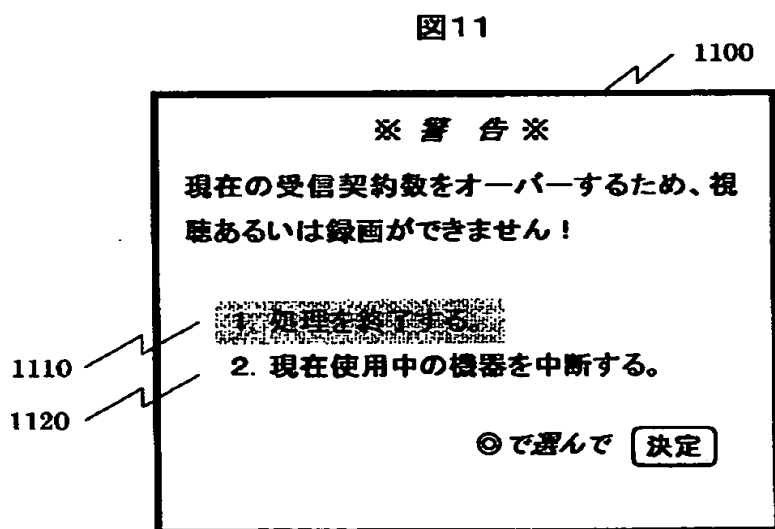 図11
1100
※ 警 告 ※
現在の受信契約数をオーバーするため、視
聴あるいは録画ができません！
1. 処理を終了する。
1110
2. 現在使用中の機器を中断する。
1120
◎で選んで 決定